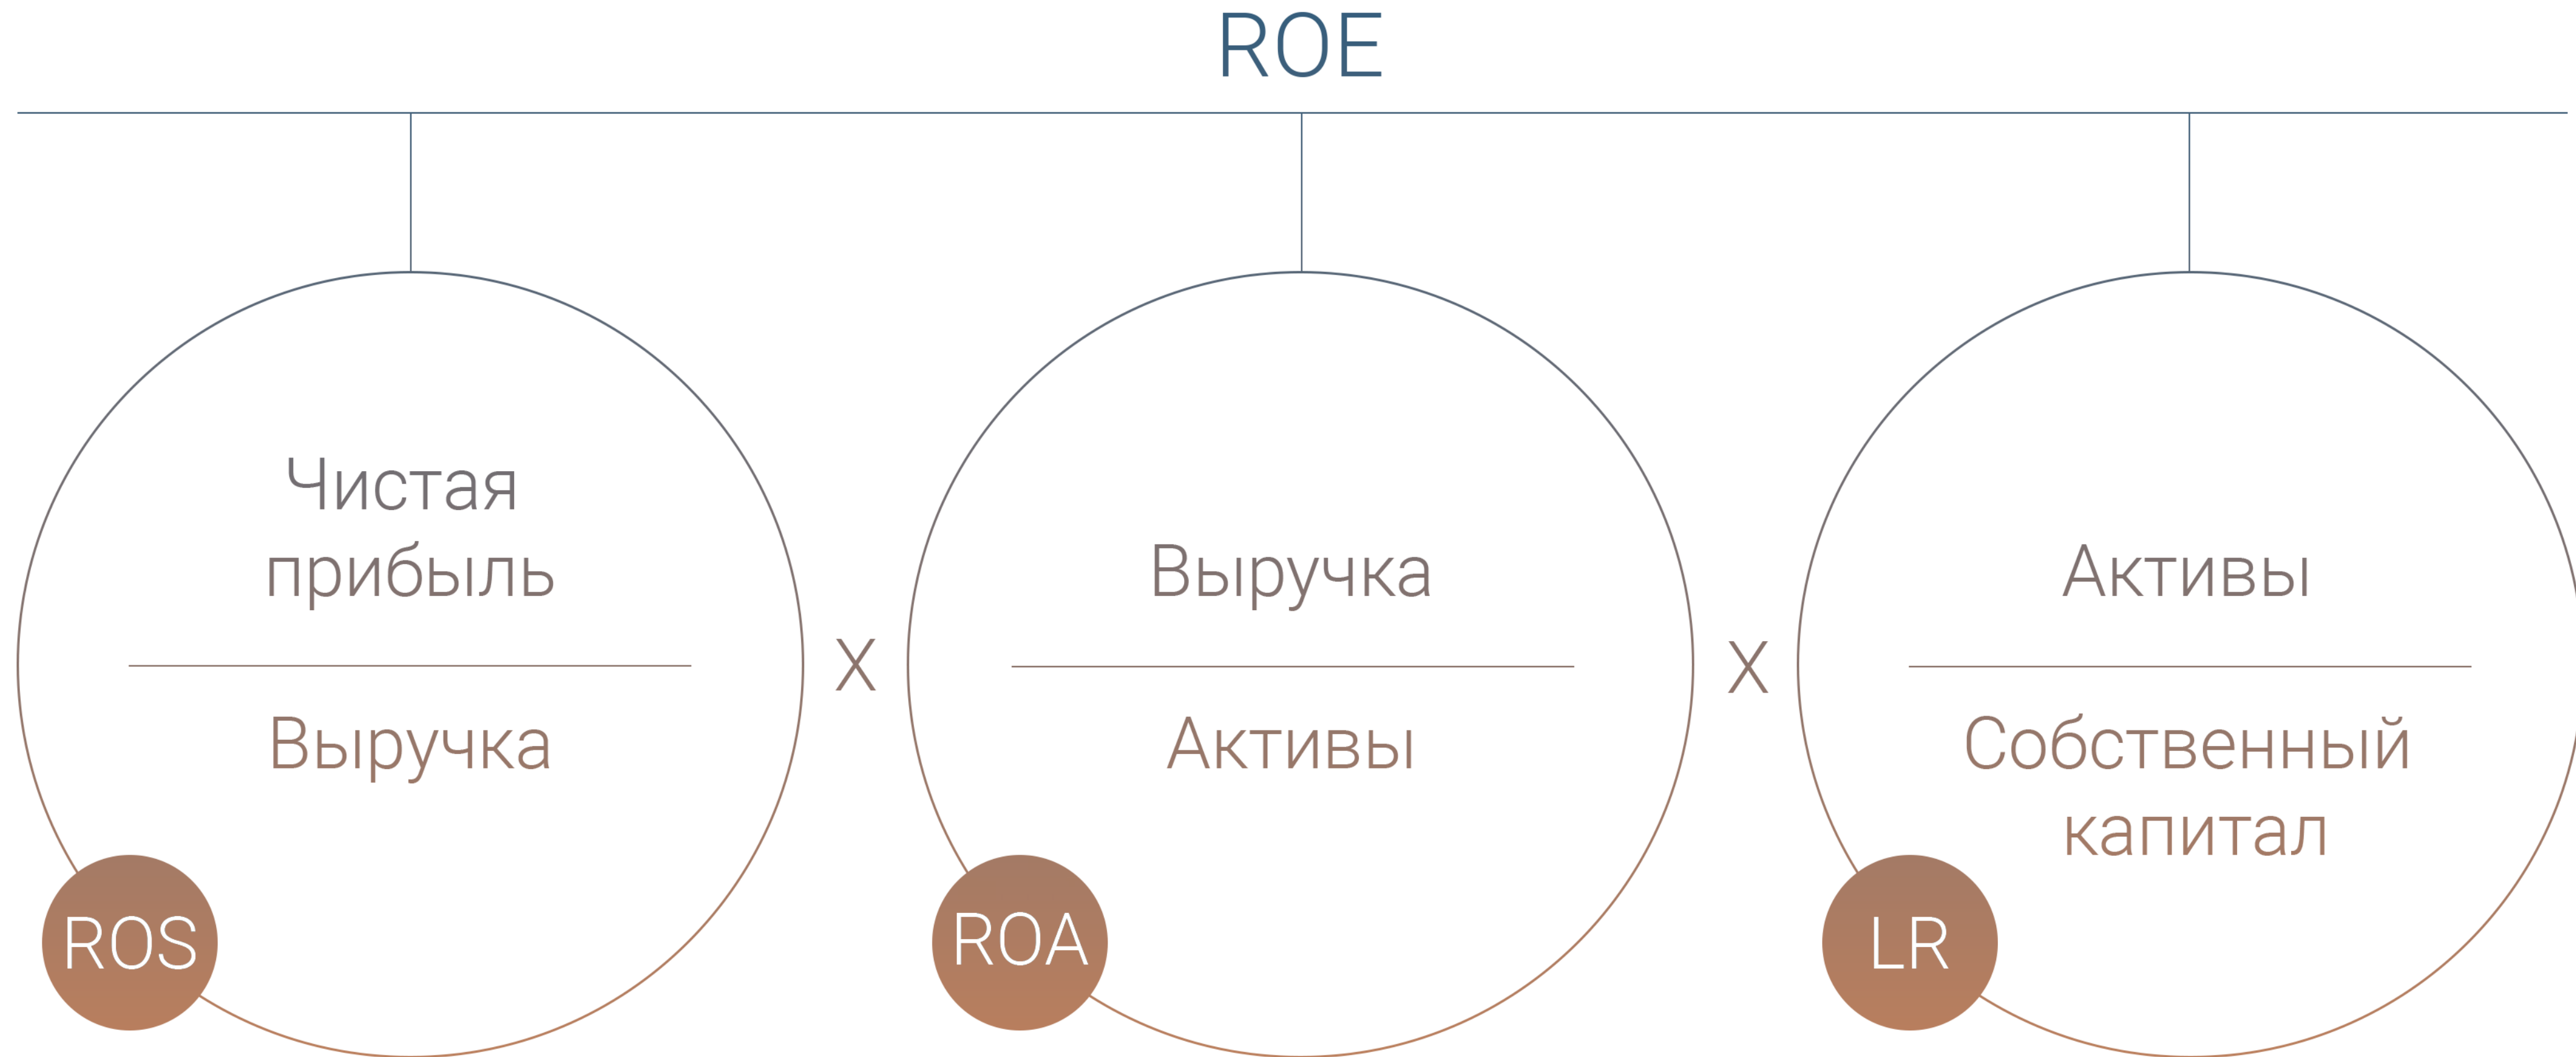 ROE
Чистая
прибыль
Выручка
ROS
X
Выручка
Активы
ROA
X
Активы
Собственный
капитал
LR